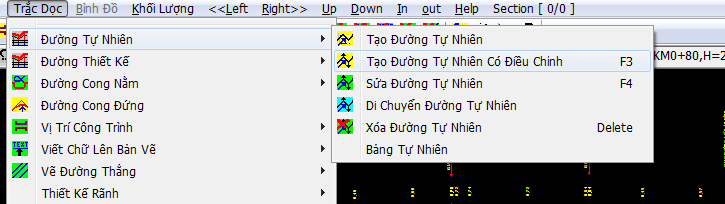 Trắc Dọc Bình Đồ Khối Lượng <<Left Right>> Up Down In out Help Section [ 0/0 ]
Đường Tự Nhiên
Đường Thiết Kế
Đường Cong Nằm
Đường Cong Đứng
Vị Trí Công Trình
Viết Chữ Lên Bản Vẽ
Vẽ Đường Thẳng
Thiết Kế Rãnh
Tạo Đường Tự Nhiên
Tạo Đường Tự Nhiên Có Điều Chỉnh F3
Sửa Đường Tự Nhiên F4
Di Chuyển Đường Tự Nhiên
Xóa Đường Tự Nhiên Delete
Bảng Tự Nhiên
KM0+80,H=2